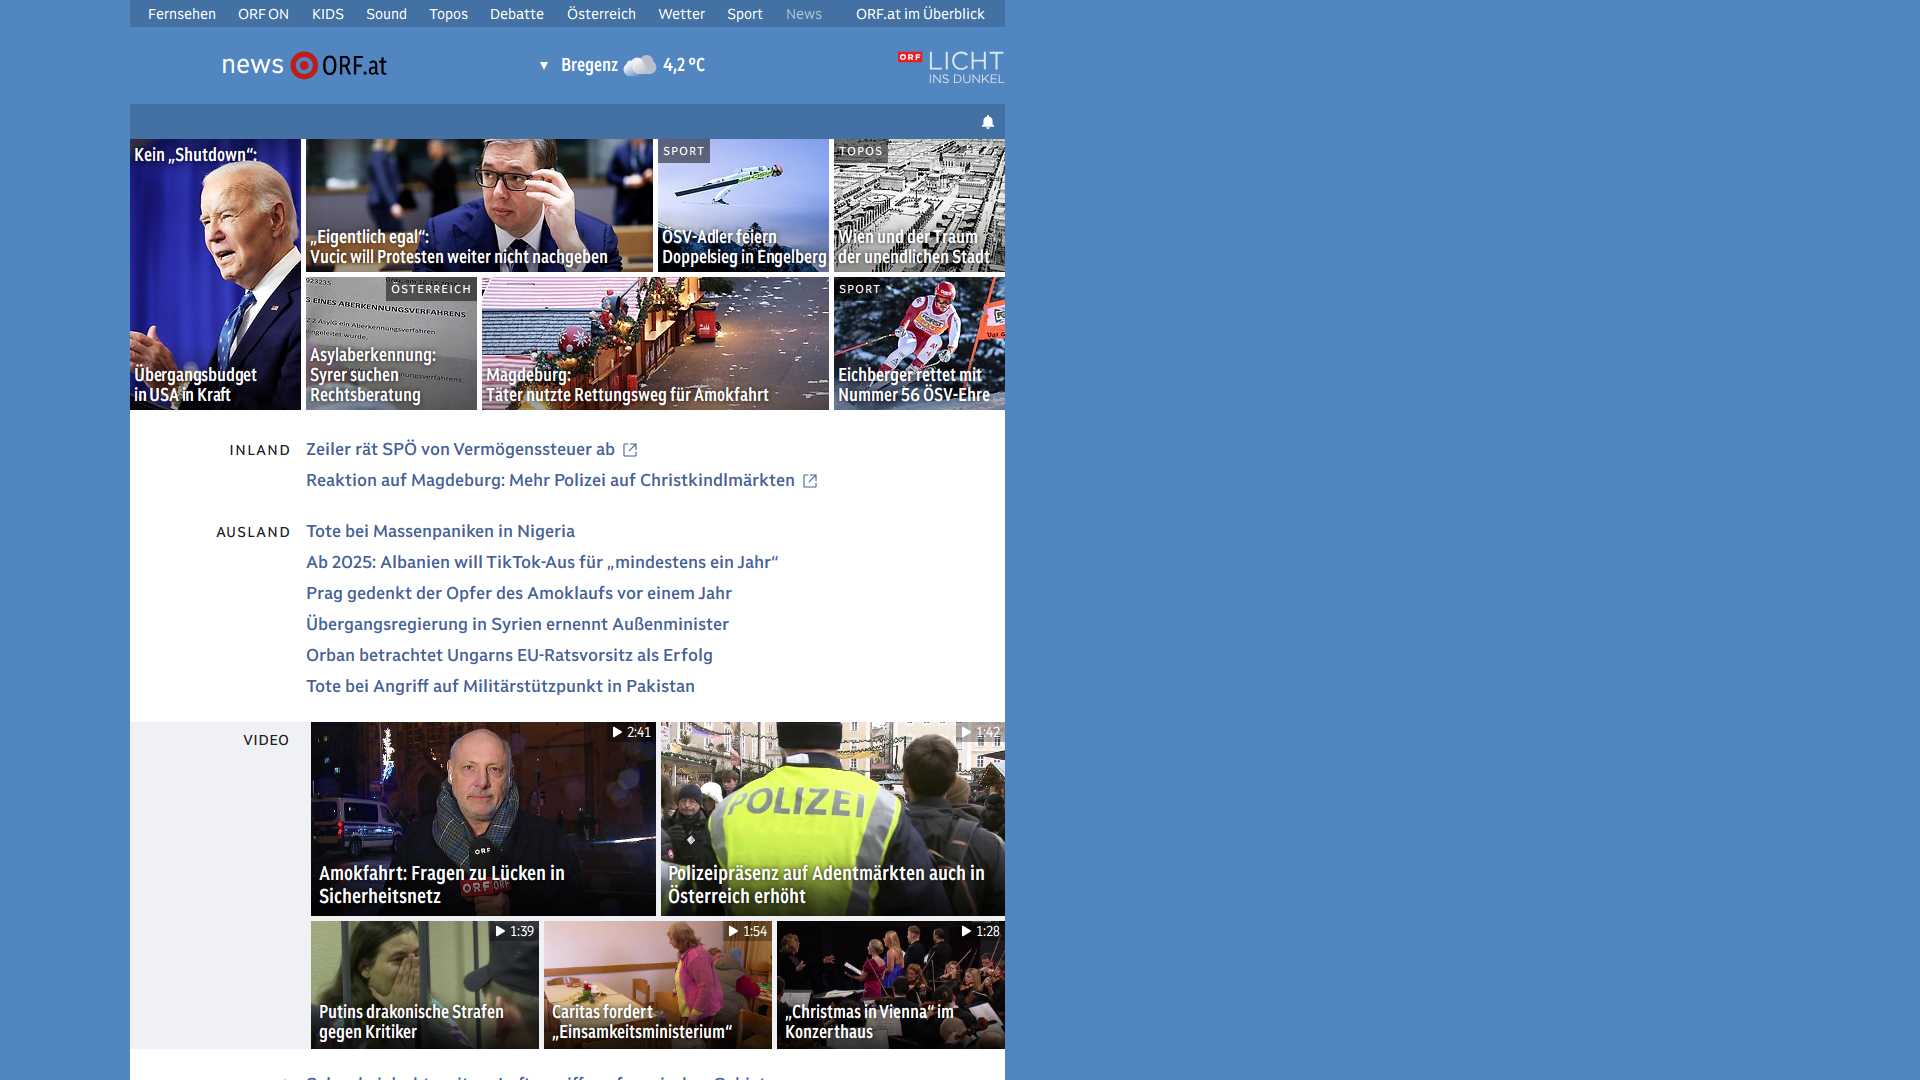 Fernsehen ORF ON KIDS Sound Topos Debatte Österreich Wetter Sport News ORF.at im Überblick
news ORF.at
Bregenz 4,2 °C
ORF LICHT
INS DUNKEL
Kein „Shutdown“:
Übergangsbudget
in USA in Kraft
„Eigentlich egal“:
Vucic will Protesten weiter nicht nachgeben
SPORT
ÖSV-Adler feiern
Doppelsieg in Engelberg
TOPOS
Wien und der Traum
der unendlichen Stadt
ÖSTERREICH
Asylaberkennung:
Syrer suchen
Rechtsberatung
Magdeburg:
Täter nutzte Rettungsweg für Amokfahrt
SPORT
Eichberger rettet mit
Nummer 56 ÖSV-Ehre
INLAND
Zeiler rät SPÖ von Vermögenssteuer ab
Reaktion auf Magdeburg: Mehr Polizei auf Christkindlmärkten
AUSLAND
Tote bei Massenpaniken in Nigeria
Ab 2025: Albanien will TikTok-Aus für „mindestens ein Jahr“
Prag gedenkt der Opfer des Amoklaufs vor einem Jahr
Übergangsregierung in Syrien ernennt Außenminister
Orban betrachtet Ungarns EU-Ratsvorsitz als Erfolg
Tote bei Angriff auf Militärstützpunkt in Pakistan
VIDEO
2:41
ORF
ORF ORF
Amokfahrt: Fragen zu Lücken in
Sicherheitsnetz
1:42
POLIZEI
Polizeipräsenz auf Adentmärkten auch in
Österreich erhöht
1:39
Putins drakonische Strafen
gegen Kritiker
1:54
Caritas fordert
„Einsamkeitsministerium“
1:28
„Christmas in Vienna“ im
Konzerthaus